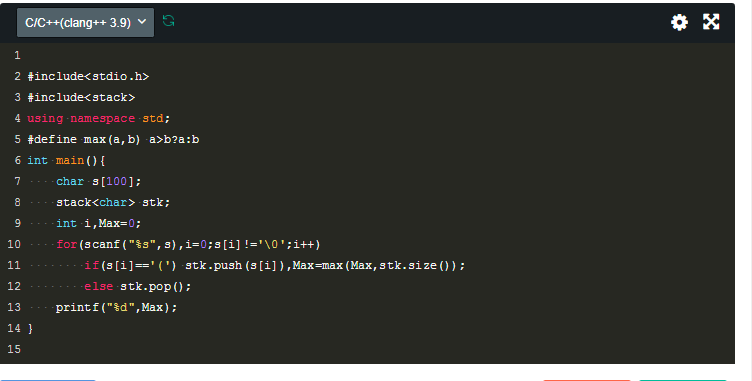 C/C++(clang++ 3.9)
1
2 #include<stdio.h>
3 #include<stack>
4 using namespace std;
5 #define max(a,b) a>b?a:b
6 int main(){
7     char s[100];
8     stack<char> stk;
9     int i,Max=0;
10     for(scanf("%s",s),i=0;s[i]!='\0';i++)
11         if(s[i]=='(') stk.push(s[i]),Max=max(Max,stk.size());
12         else stk.pop();
13     printf("%d",Max);
14 }
15